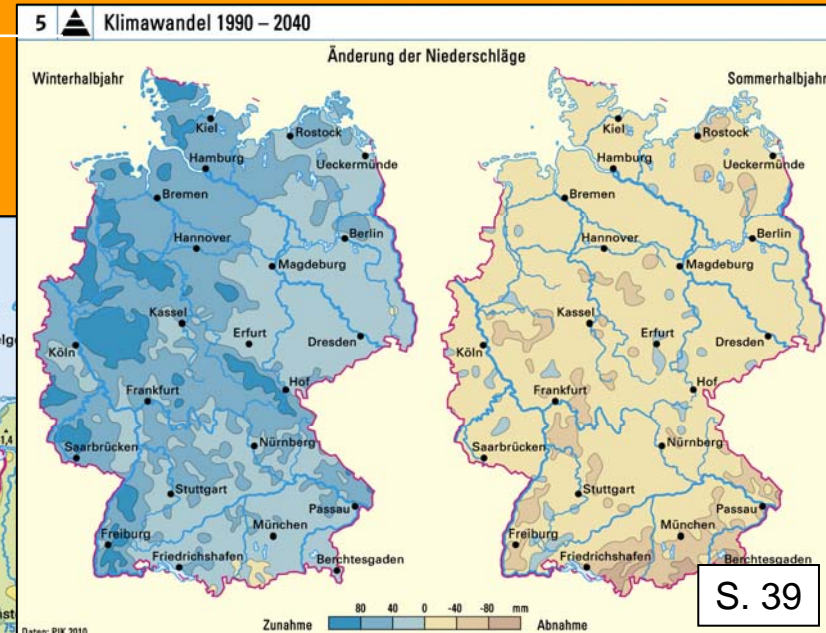 5 Klimawandel 1990 – 2040
Änderung der Niederschläge
Winterhalbjahr
Sommerhalbjahr
Kiel
Rostock
Hamburg
Ueckermünde
Bremen
Berlin
Hannover
Magdeburg
Kassel
Erfurt
Dresden
Köln
Hof
Frankfurt
Saarbrücken
Nürnberg
Stuttgart
Passau
Freiburg
München
Friedrichshafen
Berchtesgaden
Kiel
Rostock
Hamburg
Ueckermünde
Bremen
Berlin
Hannover
Magdeburg
Kassel
Erfurt
Dresden
Köln
Hof
Frankfurt
Saarbrücken
Nürnberg
Stuttgart
Passau
Freiburg
München
Friedrichshafen
Berchtesgaden
S. 39
Daten: PIK 2010
Zunahme 80 40 0 -40 -80 mm Abnahme